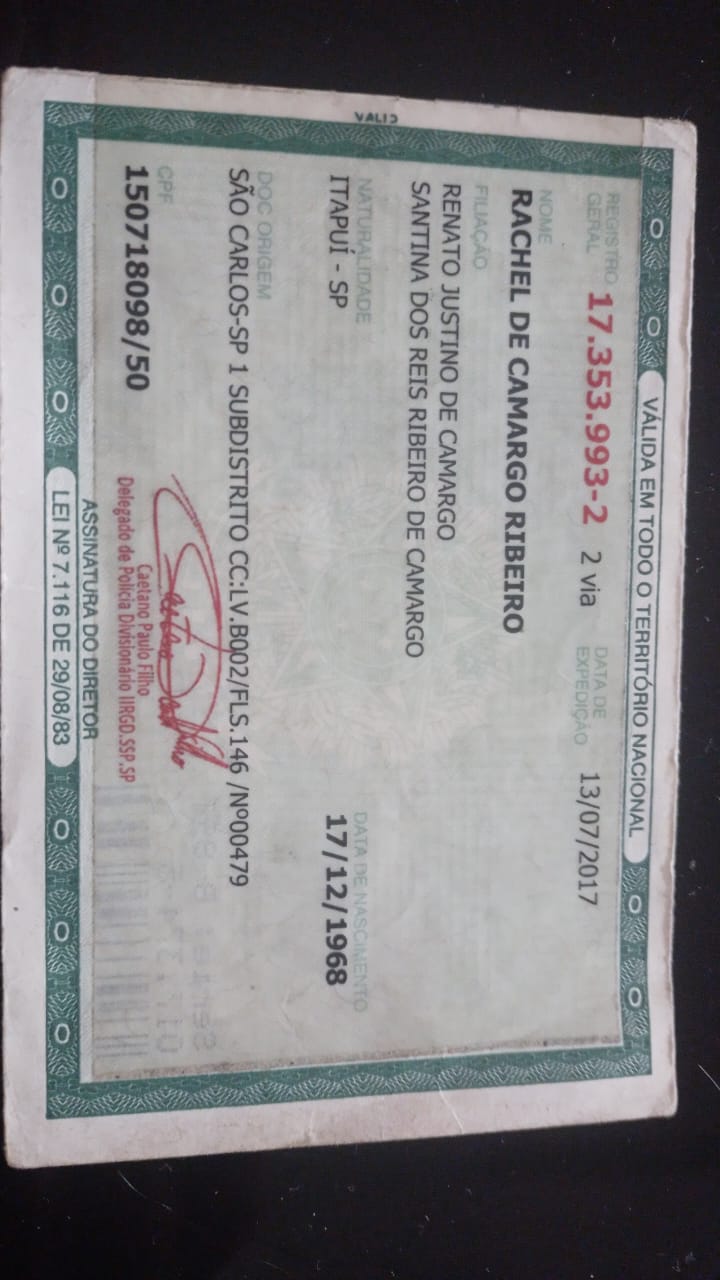 VALID
VÁLIDA EM TODO O TERRITÓRIO NACIONAL
REGISTRO GERAL 17.353.993-2 2 via DATA DE EXPEDIÇÃO 13/07/2017
NOME
RACHEL DE CAMARGO RIBEIRO
FILIAÇÃO
RENATO JUSTINO DE CAMARGO
SANTINA DOS REIS RIBEIRO DE CAMARGO
NATURALIDADE DATA DE NASCIMENTO
ITAPUÍ - SP 17/12/1968
DOC ORIGEM
SÃO CARLOS-SP 1 SUBDISTRITO CC:LV.B002/FLS.146 /Nº00479
CPF
150718098/50
Caetano Paulo Filho
Delegado de Polícia Divisionário IIRGD.SSP.SP
ASSINATURA DO DIRETOR
LEI Nº 7.116 DE 29/08/83